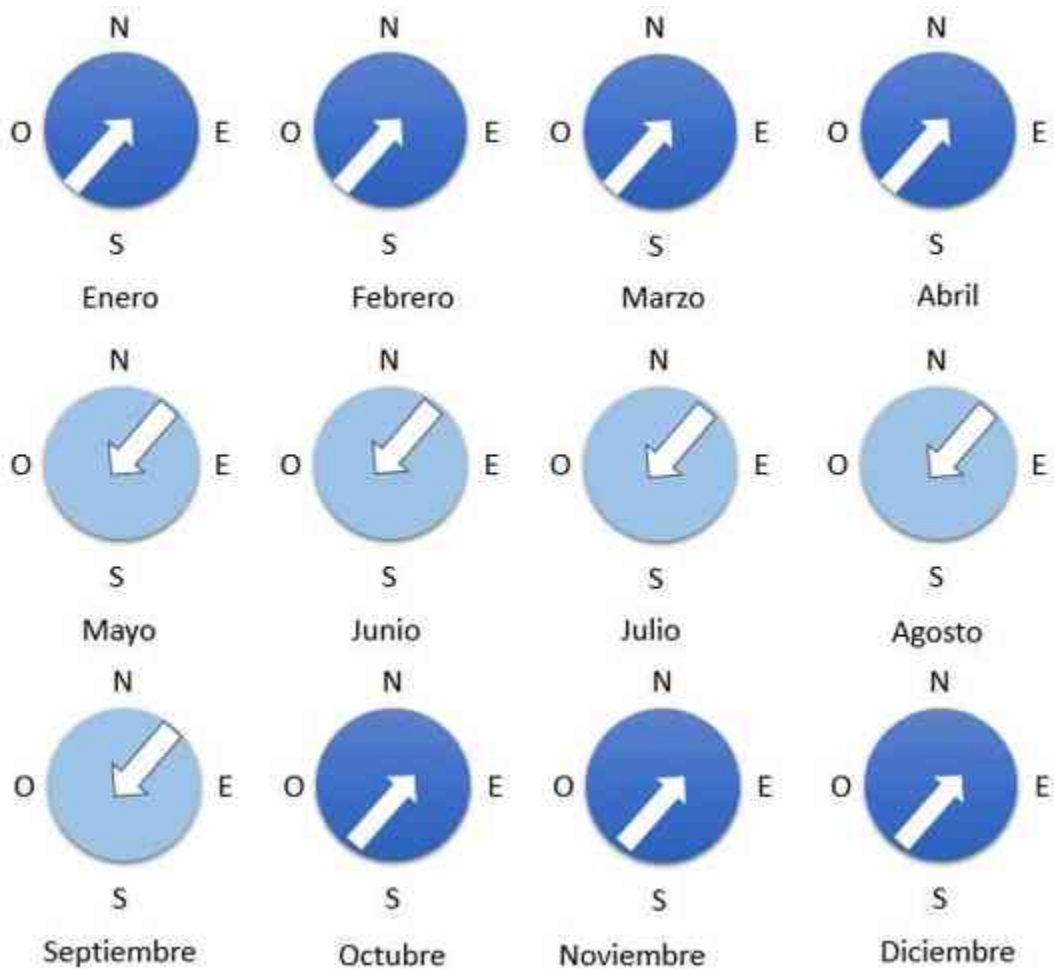 N N N N
O E O E O E O E
S S S S
Enero Febrero Marzo Abril
N N N N
O E O E O E O E
S S S S
Mayo Junio Julio Agosto
N N N N
O E O E O E O E
S S S S
Septiembre Octubre Noviembre Diciembre